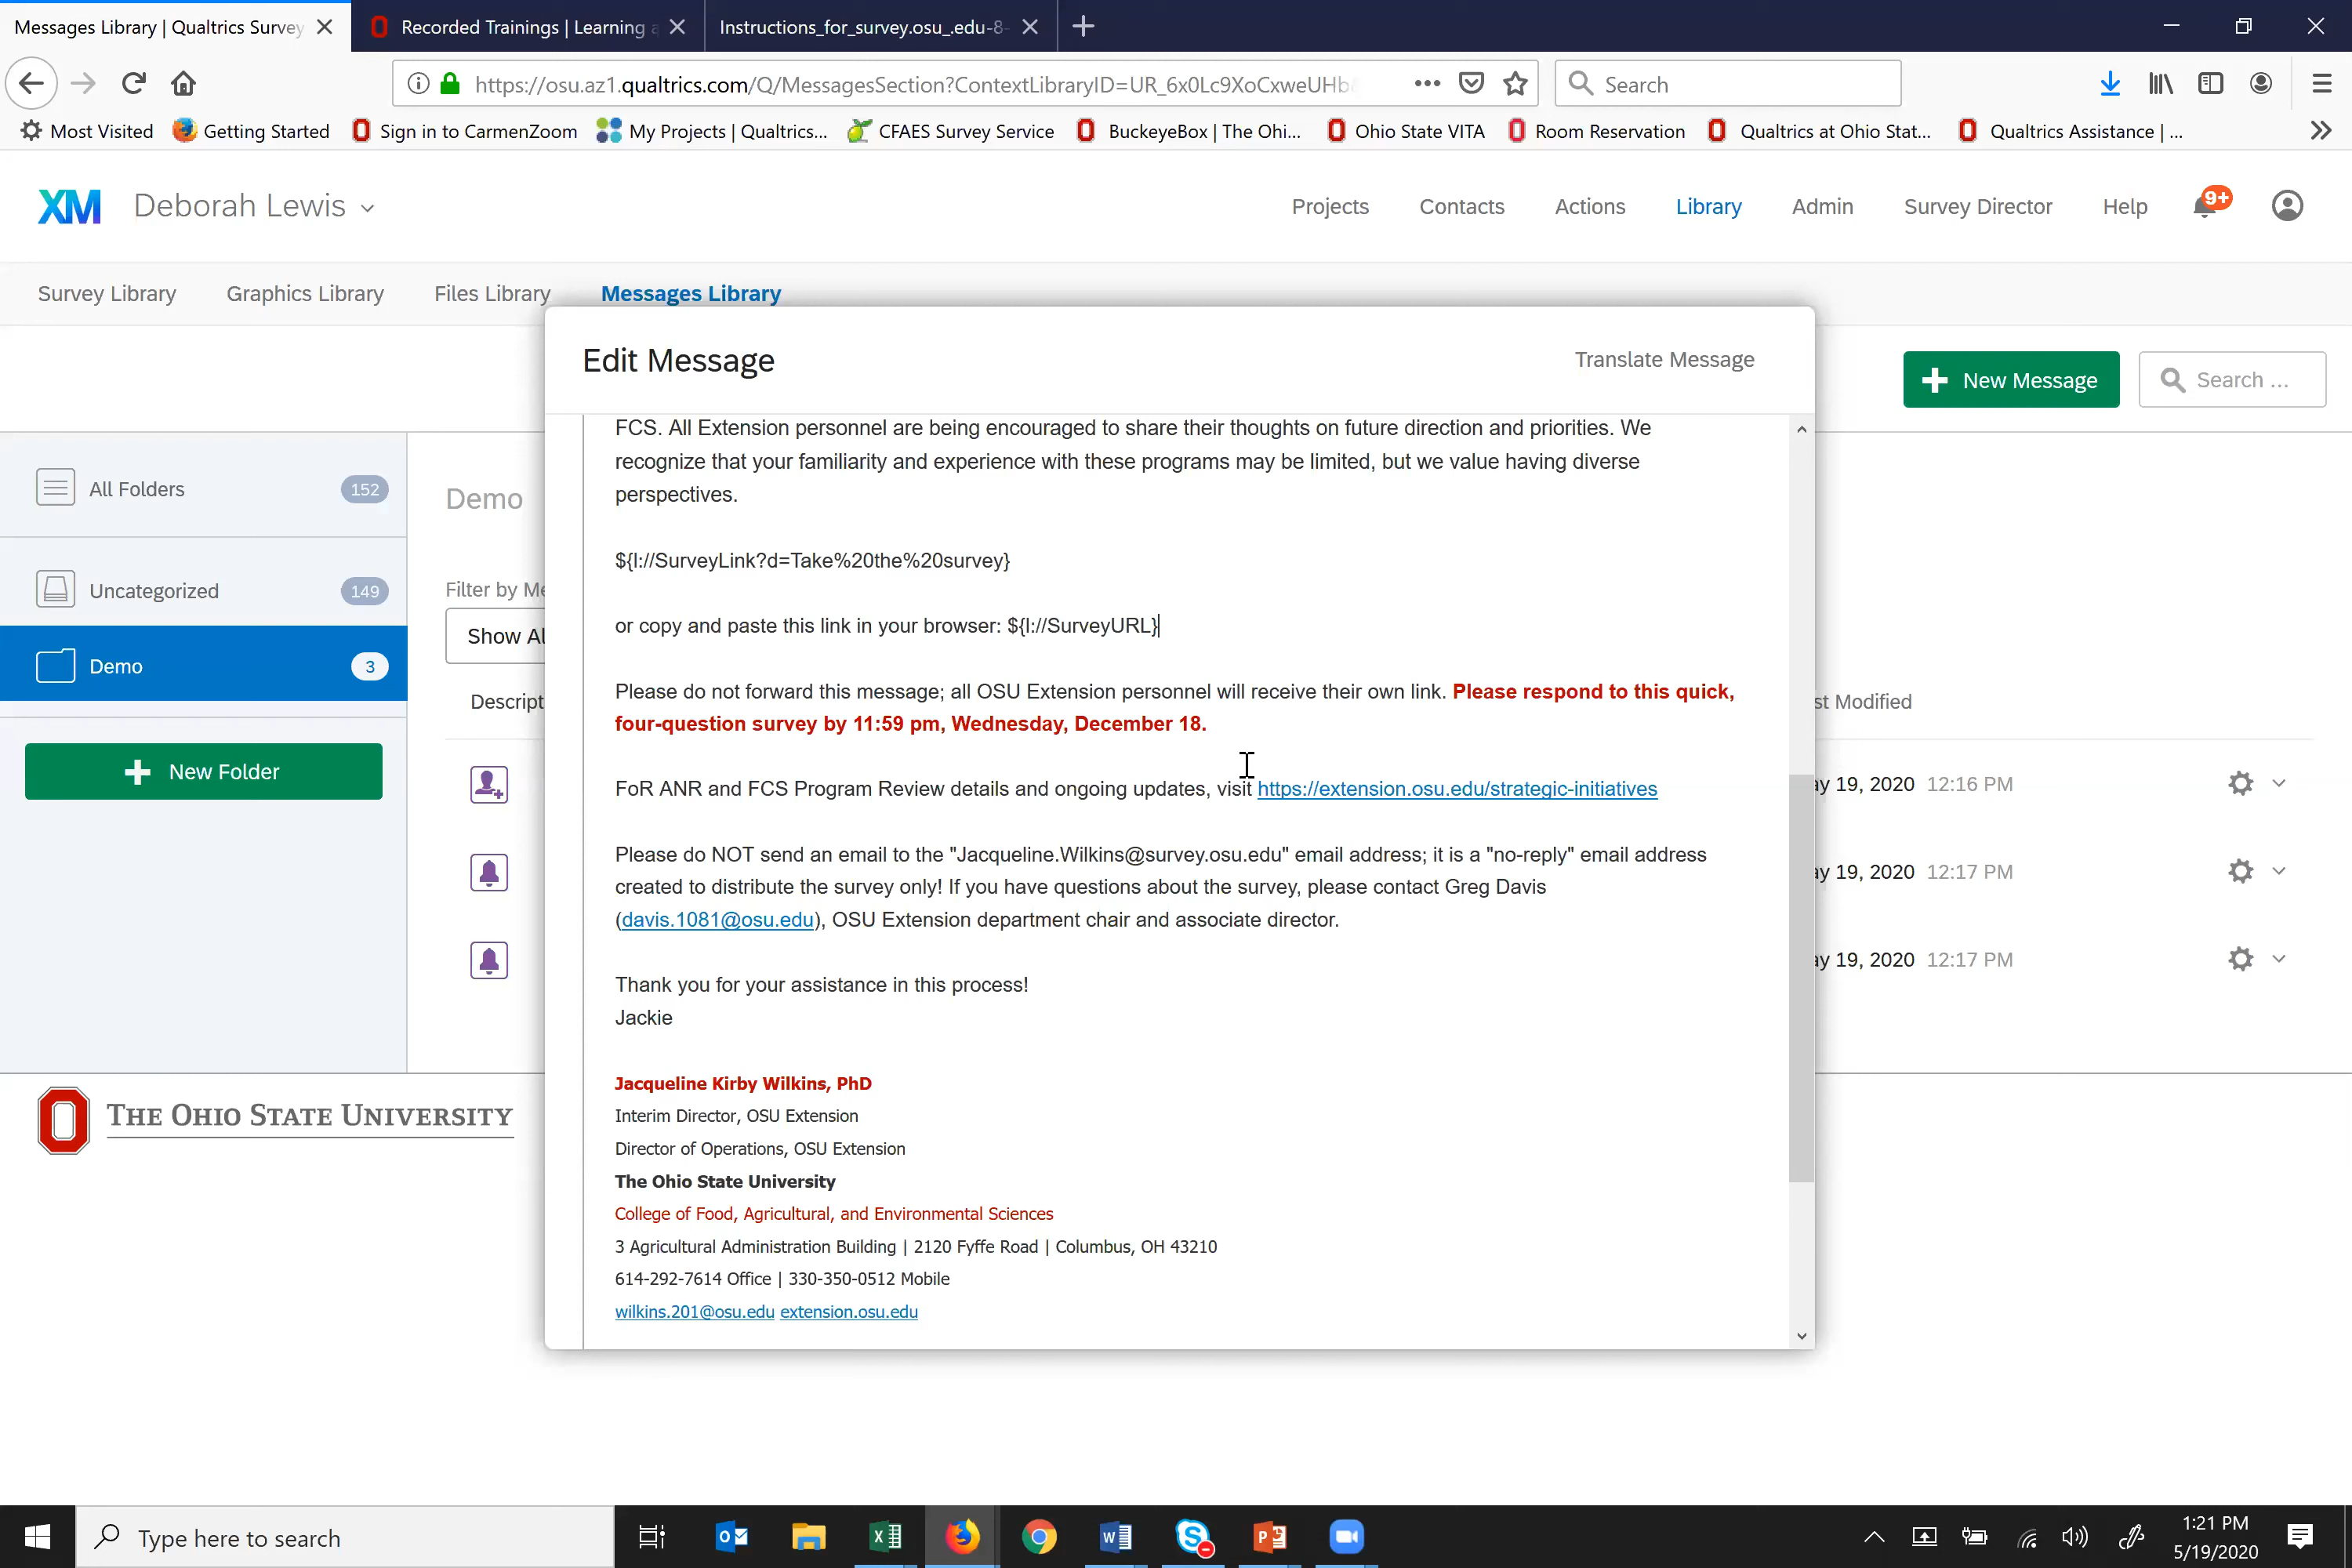 Messages Library | Qualtrics Survey
Recorded Trainings | Learning a
Instructions_for_survey.osu_.edu-8-
https://osu.az1.qualtrics.com/Q/MessagesSection?ContextLibraryID=UR_6x0Lc9XoCxweUHb
Search
Most Visited
Getting Started
Sign in to CarmenZoom
My Projects | Qualtrics...
CFAES Survey Service
BuckeyeBox | The Ohi...
Ohio State VITA
Room Reservation
Qualtrics at Ohio Stat...
Qualtrics Assistance | ...
XM
Deborah Lewis
Projects
Contacts
Actions
Library
Admin
Survey Director
Help
9+
Survey Library
Graphics Library
Files Library
Messages Library
Edit Message
Translate Message
New Message
Search ...
All Folders 152
Uncategorized 149
Demo 3
New Folder
Demo
Filter by Me
Show Al
Descript
st Modified
ay 19, 2020 12:16 PM
ay 19, 2020 12:17 PM
ay 19, 2020 12:17 PM
FCS. All Extension personnel are being encouraged to share their thoughts on future direction and priorities. We
recognize that your familiarity and experience with these programs may be limited, but we value having diverse
perspectives.
${l://SurveyLink?d=Take%20the%20survey}
or copy and paste this link in your browser: ${l://SurveyURL}
Please do not forward this message; all OSU Extension personnel will receive their own link. Please respond to this quick,
four-question survey by 11:59 pm, Wednesday, December 18.
FoR ANR and FCS Program Review details and ongoing updates, visit https://extension.osu.edu/strategic-initiatives
Please do NOT send an email to the "Jacqueline.Wilkins@survey.osu.edu" email address; it is a "no-reply" email address
created to distribute the survey only! If you have questions about the survey, please contact Greg Davis
(davis.1081@osu.edu), OSU Extension department chair and associate director.
Thank you for your assistance in this process!
Jackie
Jacqueline Kirby Wilkins, PhD
Interim Director, OSU Extension
Director of Operations, OSU Extension
The Ohio State University
College of Food, Agricultural, and Environmental Sciences
3 Agricultural Administration Building | 2120 Fyffe Road | Columbus, OH 43210
614-292-7614 Office | 330-350-0512 Mobile
wilkins.201@osu.edu extension.osu.edu
THE OHIO STATE UNIVERSITY
Type here to search
1:21 PM
5/19/2020